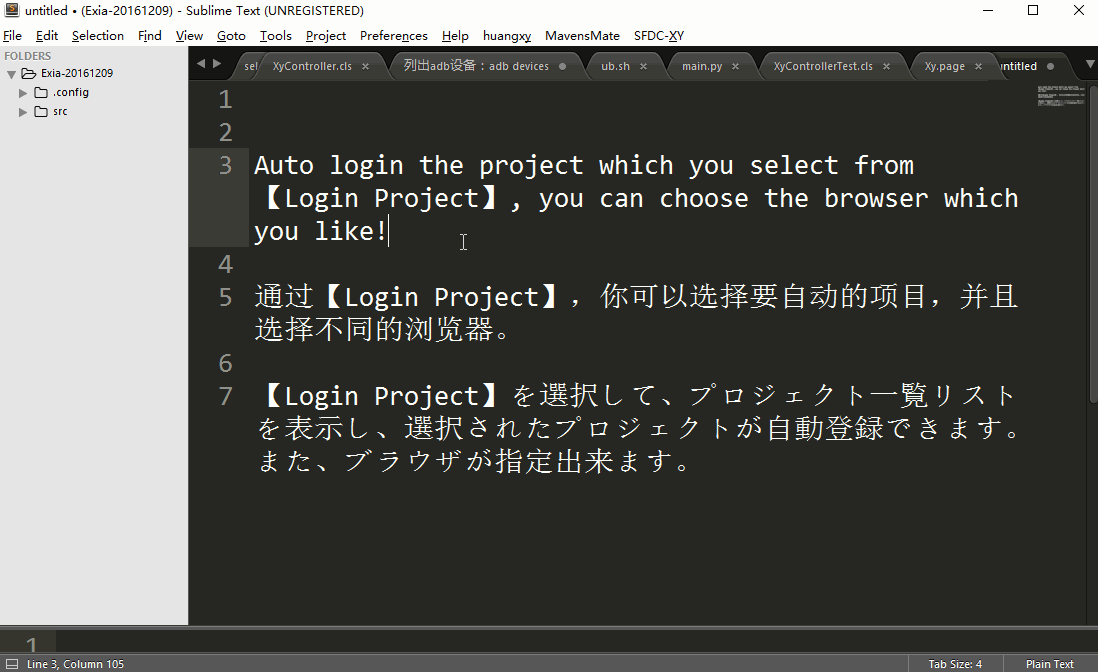 untitled • (Exia-20161209) - Sublime Text (UNREGISTERED)
File Edit Selection Find View Goto Tools Project Preferences Help huangxy MavensMate SFDC-XY
FOLDERS
Exia-20161209
.config
src
sel XyController.cls × 列出adb设备：adb devices ● ub.sh × main.py × XyControllerTest.cls × Xy.page × untitled ●
1
2
3 Auto login the project which you select from
【Login Project】, you can choose the browser which
you like!
4
5 通过【Login Project】，你可以选择要自动的项目，并且
选择不同的浏览器。
6
7 【Login Project】を選択して、プロジェクト一覧リスト
を表示し、選択されたプロジェクトが自動登録できます。
また、ブラウザが指定出来ます。
1
Line 3, Column 105 Tab Size: 4 Plain Text